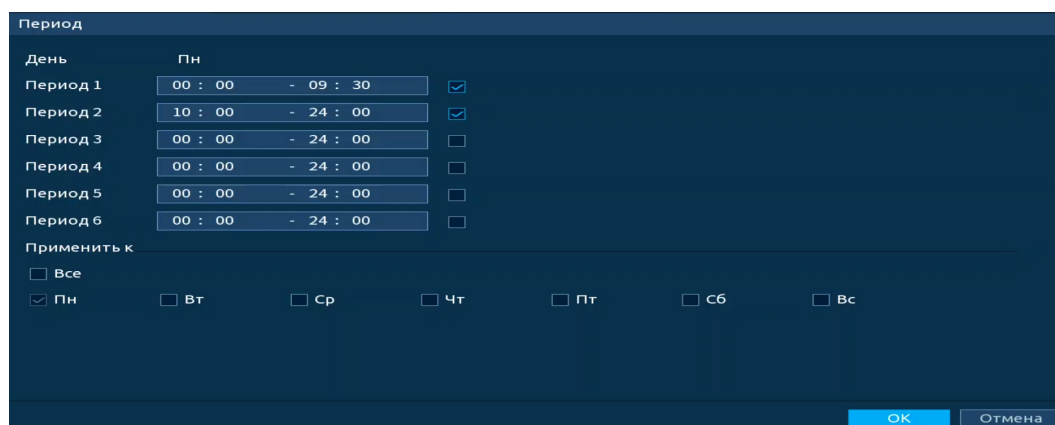 Период
День Пн
Период 1 00 : 00 - 09 : 30
Период 2 10 : 00 - 24 : 00
Период 3 00 : 00 - 24 : 00
Период 4 00 : 00 - 24 : 00
Период 5 00 : 00 - 24 : 00
Период 6 00 : 00 - 24 : 00
Применить к
Все
Пн Вт Ср Чт Пт Сб Вс
OK Отмена